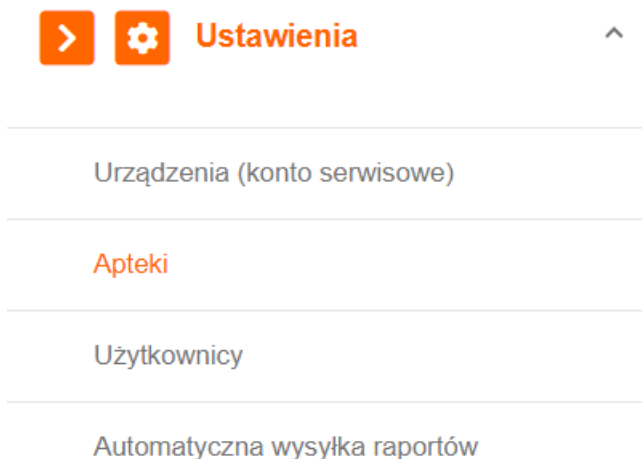 Ustawienia
Urządzenia (konto serwisowe)
Apteki
Użytkownicy
Automatyczna wysyłka raportów